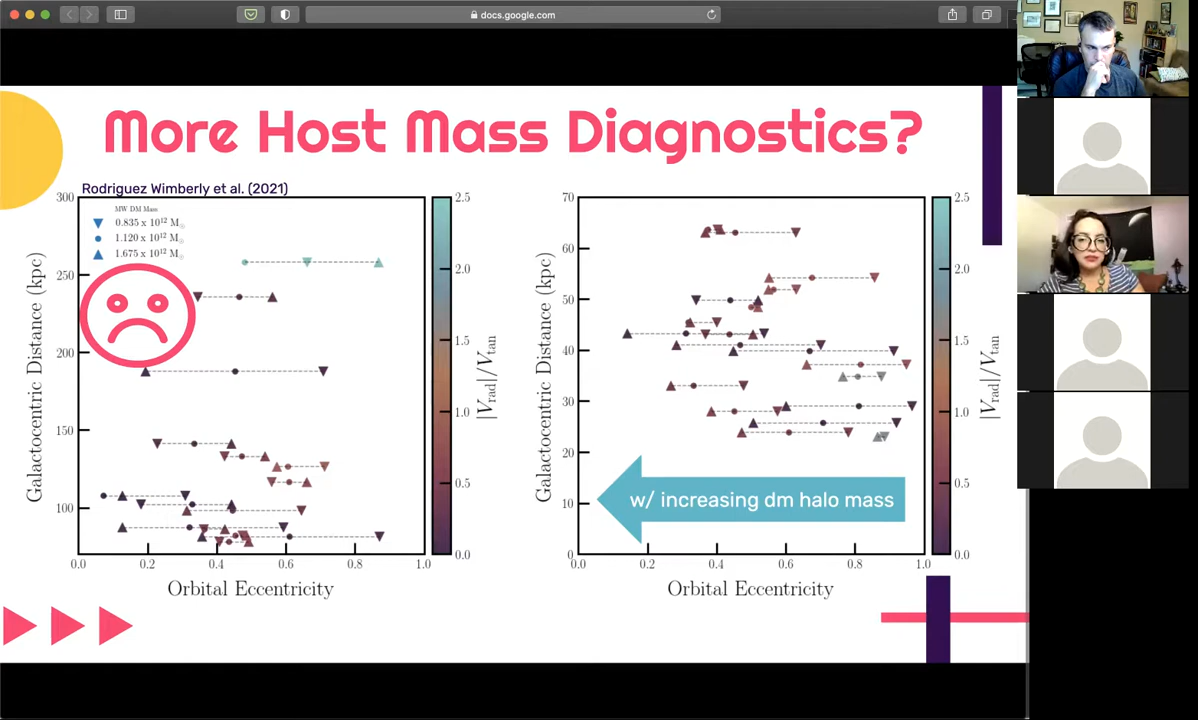 docs.google.com
More Host Mass Diagnostics?
Rodriguez Wimberly et al. (2021)
MW DM Mass
0.835 x 10¹² M☉
1.120 x 10¹² M☉
1.675 x 10¹² M☉
Galactocentric Distance (kpc)
300
250
200
150
100
0.0 0.2 0.4 0.6 0.8 1.0
Orbital Eccentricity
2.5
2.0
1.5
1.0
0.5
0.0
|V_rad|/V_tan
Galactocentric Distance (kpc)
70
60
50
40
30
20
10
0
w/ increasing dm halo mass
0.0 0.2 0.4 0.6 0.8 1.0
Orbital Eccentricity
2.5
2.0
1.5
1.0
0.5
0.0
|V_rad|/V_tan